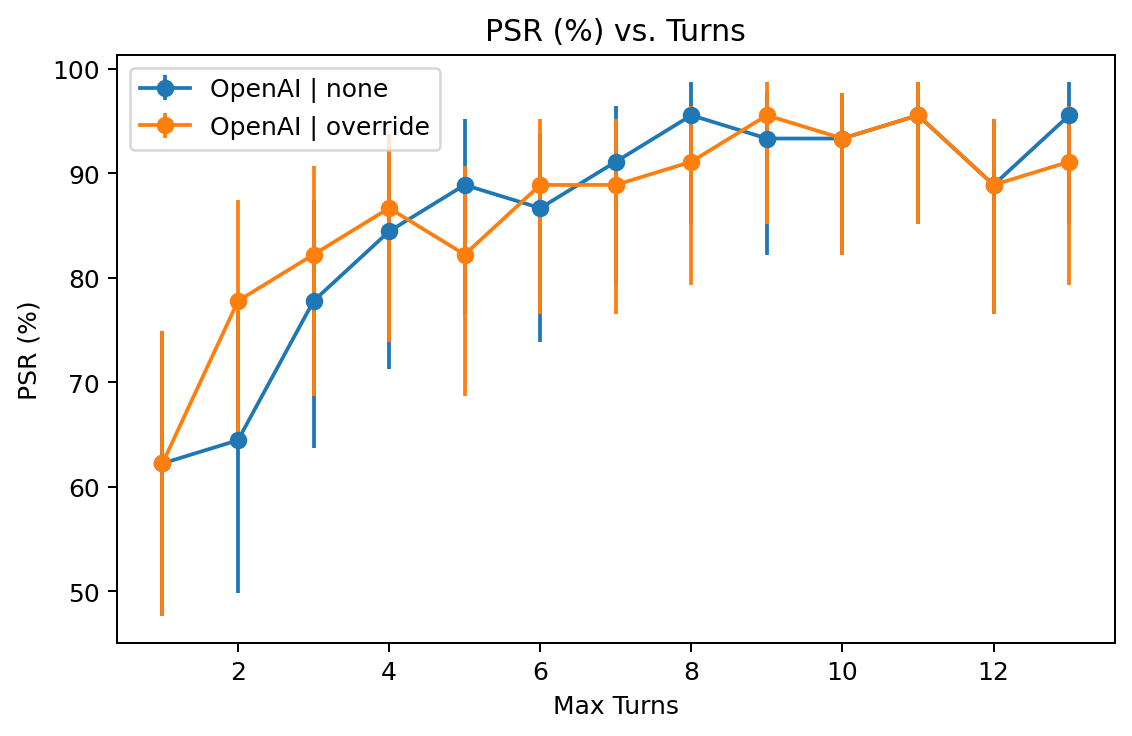 PSR (%) vs. Turns
OpenAI | none
OpenAI | override
PSR (%)
100
90
80
70
60
50
2
4
6
8
10
12
Max Turns